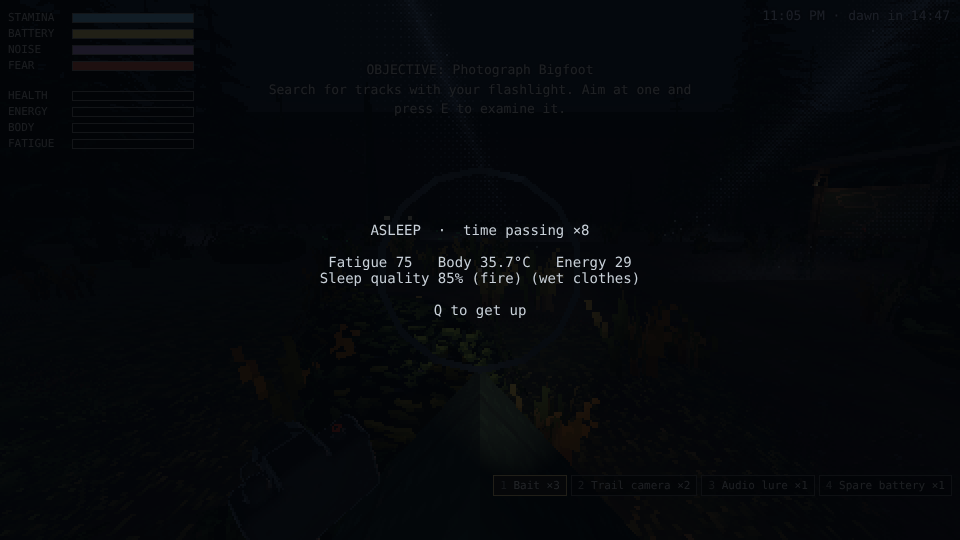 STAMINA
BATTERY
NOISE
FEAR
HEALTH
ENERGY
BODY
FATIGUE
11:05 PM · dawn in 14:47
OBJECTIVE: Photograph Bigfoot
Search for tracks with your flashlight. Aim at one and
press E to examine it.
ASLEEP · time passing ×8
Fatigue 75 Body 35.7°C Energy 29
Sleep quality 85% (fire) (wet clothes)
Q to get up
1 Bait ×3 2 Trail camera ×2 3 Audio lure ×1 4 Spare battery ×1